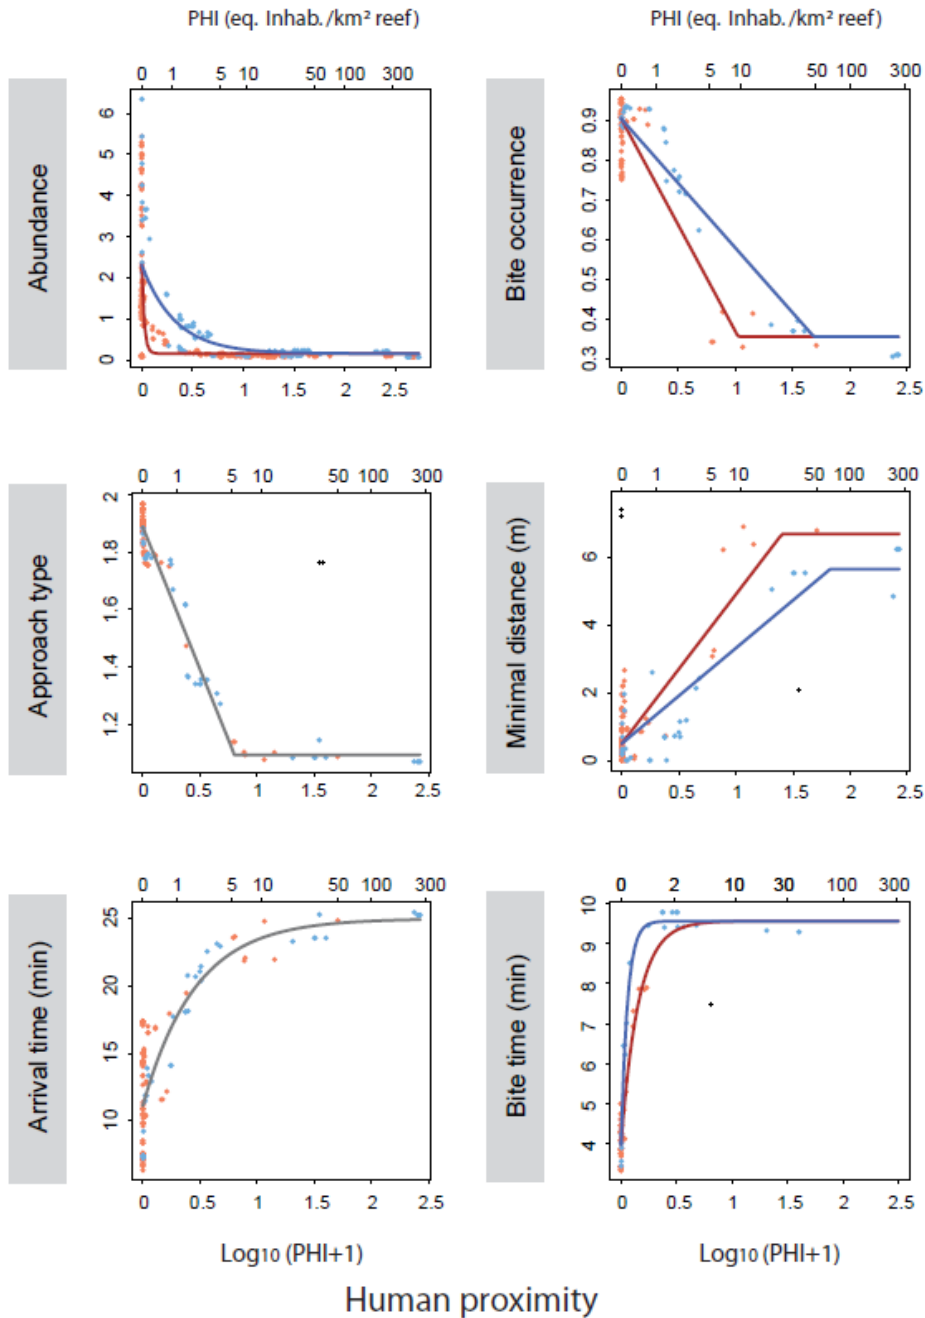 PHI (eq. Inhab./km² reef)
PHI (eq. Inhab./km² reef)
0 1 5 10 50 100 300
Abundance
0 1 2 3 4 5 6
0 0.5 1 1.5 2 2.5
0 1 5 10 50 100 300
Bite occurrence
0.3 0.4 0.5 0.6 0.7 0.8 0.9
0 0.5 1 1.5 2 2.5
0 1 5 10 50 100 300
Approach type
1.2 1.4 1.6 1.8 2
0 0.5 1 1.5 2 2.5
0 1 5 10 50 100 300
Minimal distance (m)
0 2 4 6
0 0.5 1 1.5 2 2.5
0 1 5 10 50 100 300
Arrival time (min)
10 15 20 25
0 0.5 1 1.5 2 2.5
0 2 10 30 100 300
Bite time (min)
4 5 6 7 8 9 10
0 0.5 1 1.5 2 2.5
Log10 (PHI+1)
Log10 (PHI+1)
Human proximity